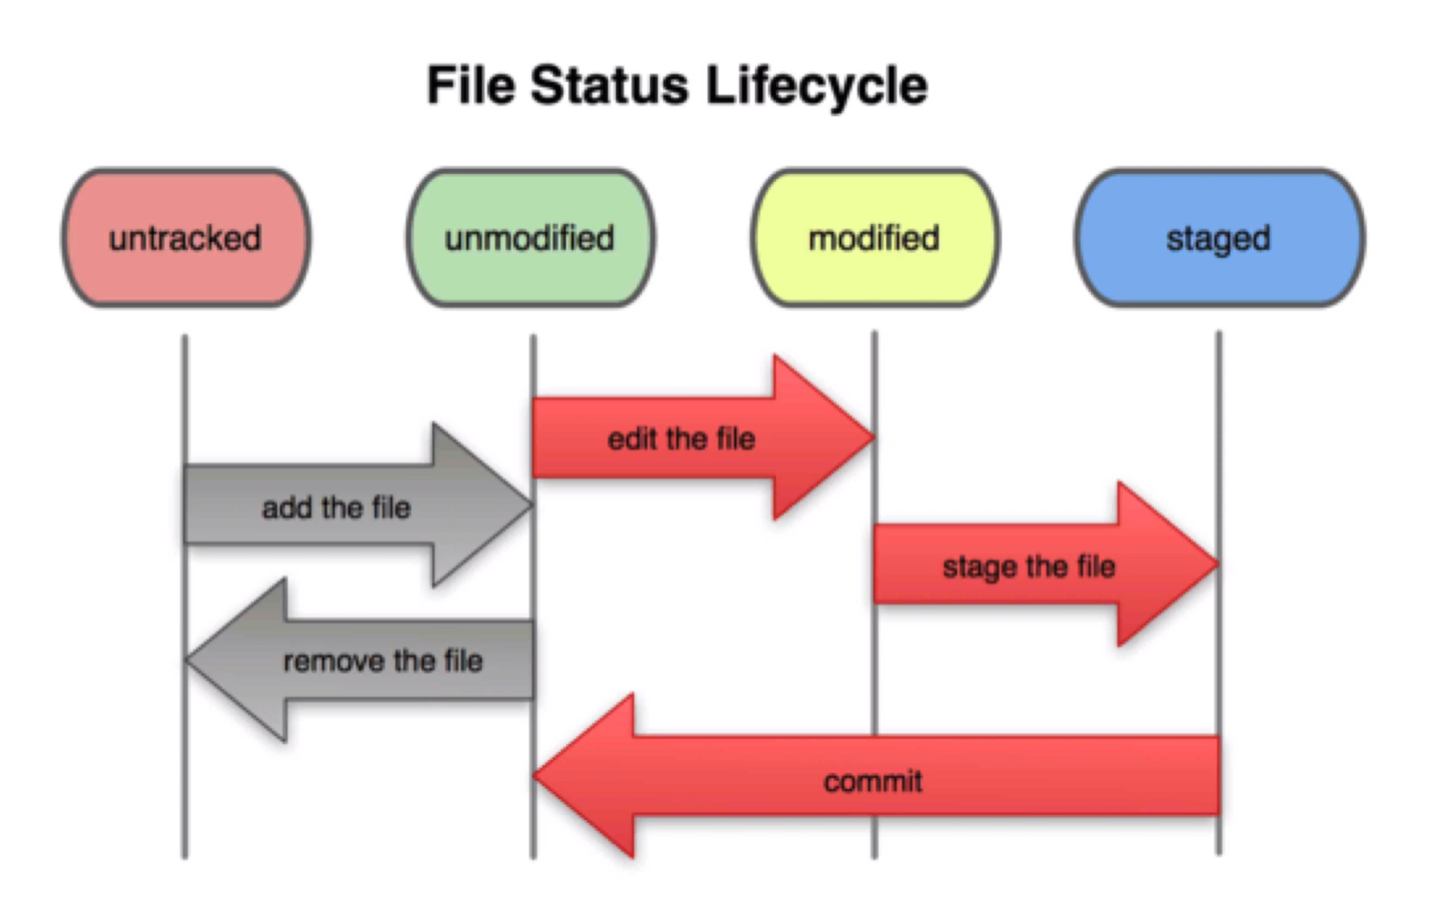 File Status Lifecycle
untracked
unmodified
modified
staged
edit the file
add the file
stage the file
remove the file
commit